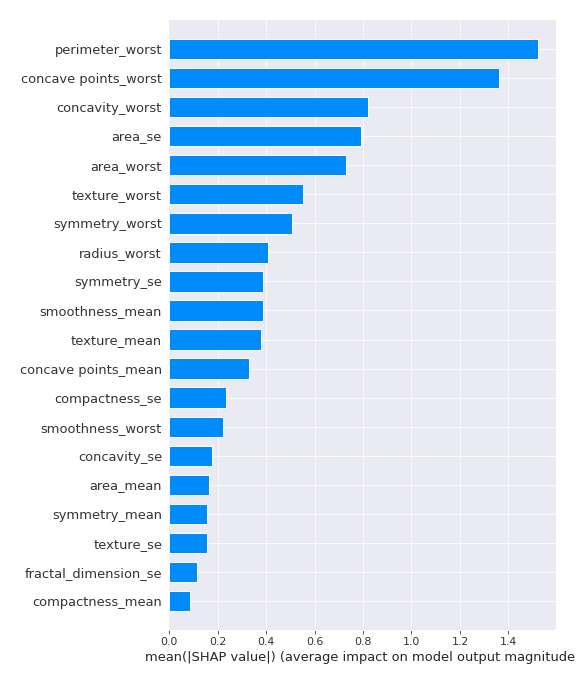 perimeter_worst
concave points_worst
concavity_worst
area_se
area_worst
texture_worst
symmetry_worst
radius_worst
symmetry_se
smoothness_mean
texture_mean
concave points_mean
compactness_se
smoothness_worst
concavity_se
area_mean
symmetry_mean
texture_se
fractal_dimension_se
compactness_mean
0.0 0.2 0.4 0.6 0.8 1.0 1.2 1.4
mean(|SHAP value|) (average impact on model output magnitude